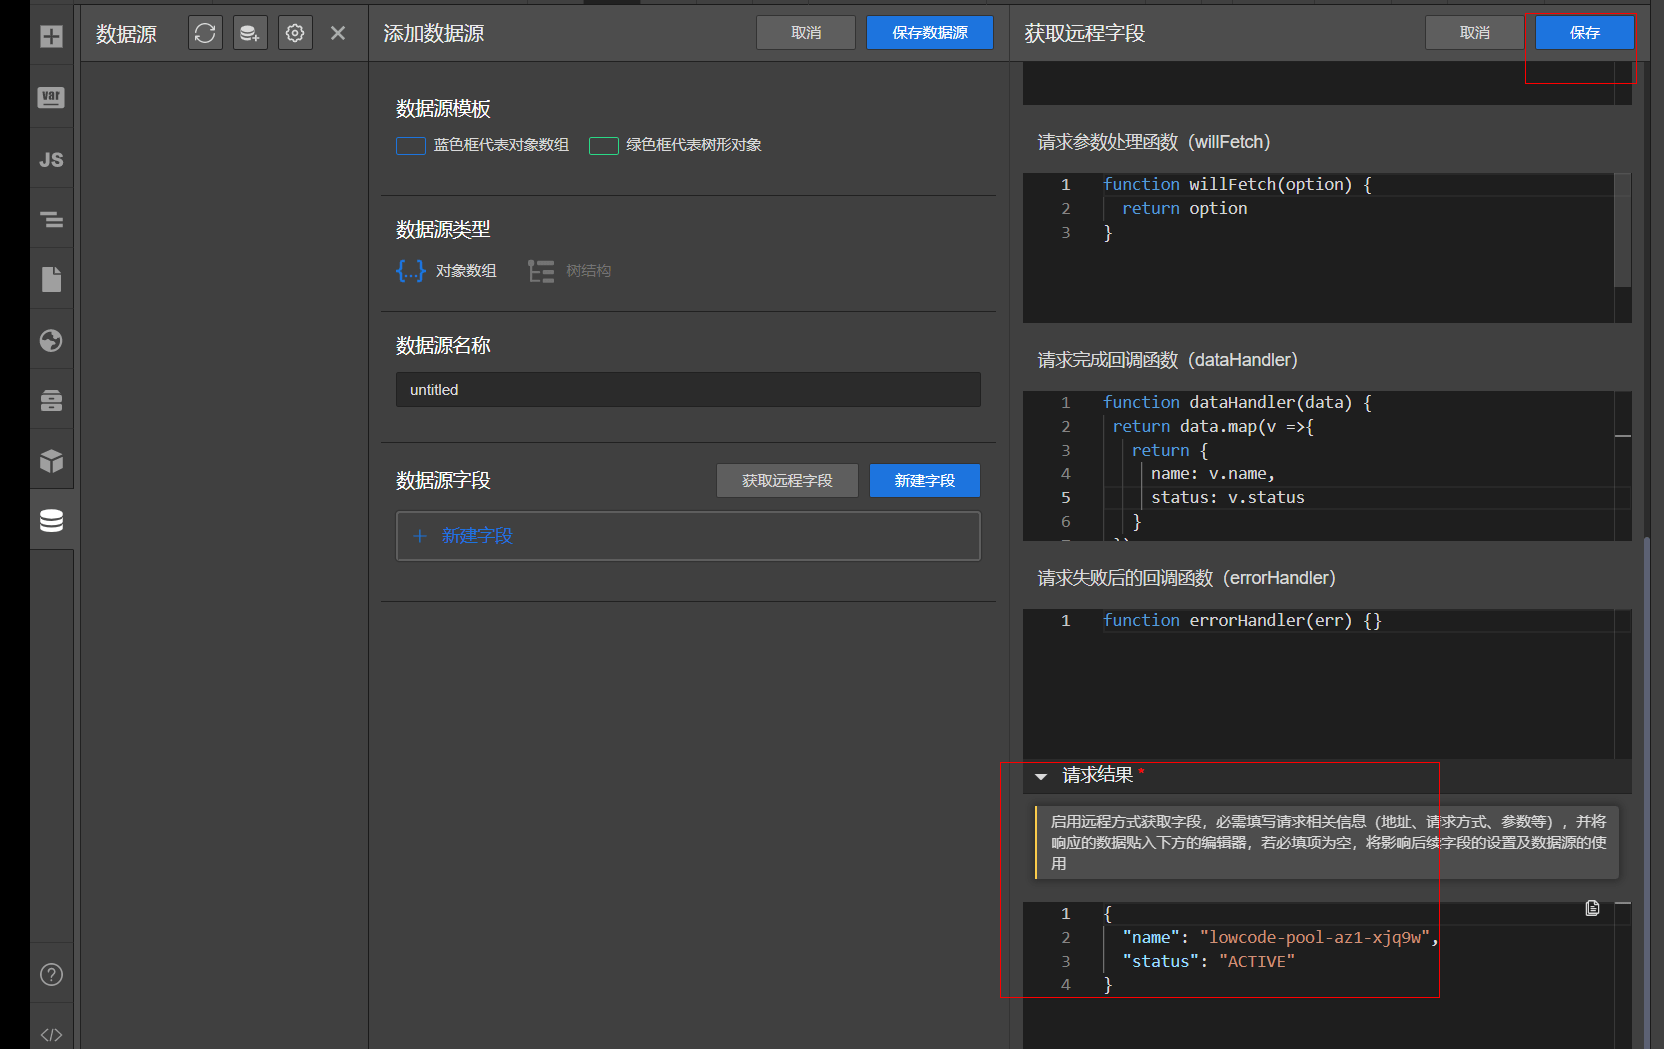 数据源
添加数据源
取消
保存数据源
获取远程字段
取消
保存
var
JS
数据源模板
蓝色框代表对象数组
绿色框代表树形对象
数据源类型
{...} 对象数组
树结构
数据源名称
untitled
数据源字段
获取远程字段
新建字段
+ 新建字段
请求参数处理函数（willFetch）
1 function willFetch(option) {
2 return option
3 }
请求完成回调函数（dataHandler）
1 function dataHandler(data) {
2 return data.map(v =>{
3 return {
4 name: v.name,
5 status: v.status
6 }
请求失败后的回调函数（errorHandler）
1 function errorHandler(err) {}
请求结果 *
启用远程方式获取字段，必需填写请求相关信息（地址、请求方式、参数等），并将
响应的数据贴入下方的编辑器，若必填项为空，将影响后续字段的设置及数据源的使
用
1 {
2 "name": "lowcode-pool-az1-xjq9w",
3 "status": "ACTIVE"
4 }